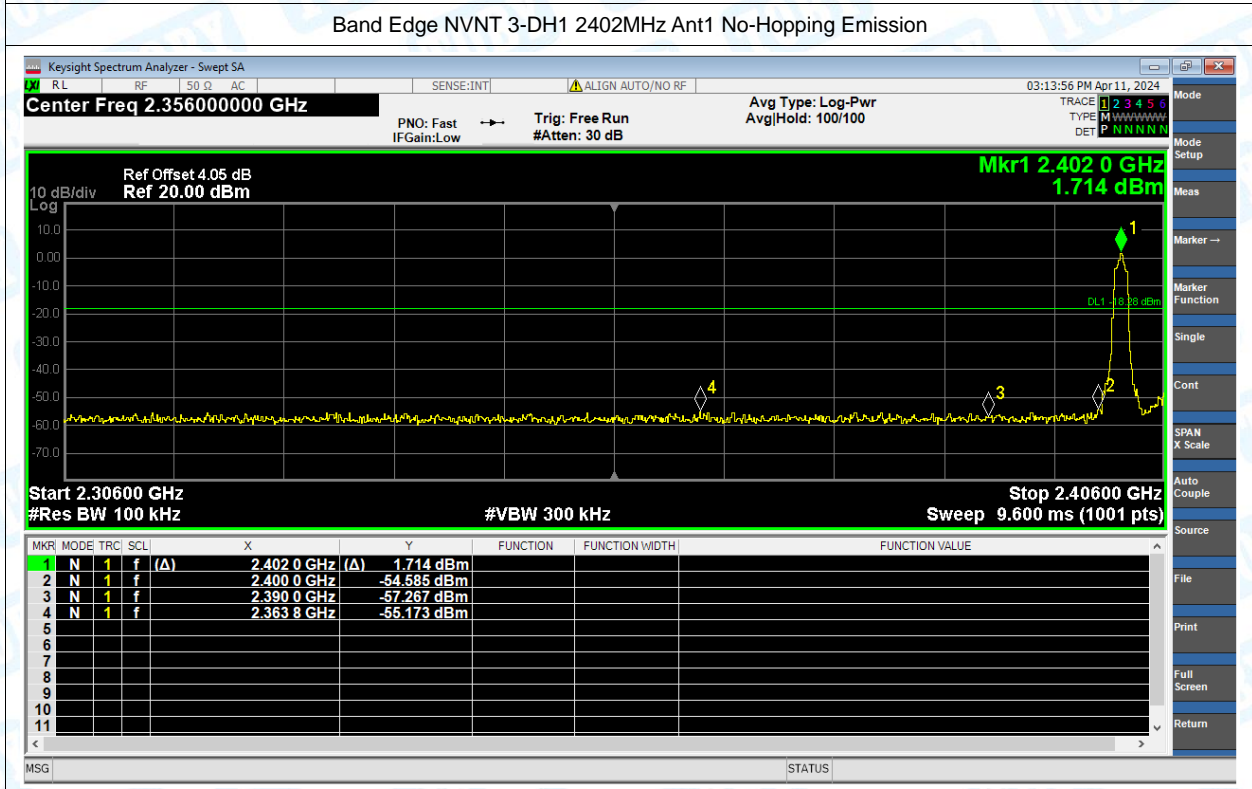 Band Edge NVNT 3-DH1 2402MHz Ant1 No-Hopping Emission
Keysight Spectrum Analyzer - Swept SA
LXI RL RF 50 Ω AC SENSE:INT ALIGN AUTO/NO RF 03:13:56 PM Apr 11, 2024
Center Freq 2.356000000 GHz
PNO: Fast
IFGain:Low
Trig: Free Run
#Atten: 30 dB
Avg Type: Log-Pwr
Avg|Hold: 100/100
TRACE 1 2 3 4 5 6
TYPE M WWWWW
DET P N N N N N
Mode
Mode Setup
Meas
Marker →
Marker Function
Single
Cont
SPAN X Scale
Auto Couple
Source
File
Print
Full Screen
Return
Mkr1 2.402 0 GHz
1.714 dBm
Ref Offset 4.05 dB
10 dB/div Ref 20.00 dBm
Log
10.0
0.00
-10.0
-20.0
-30.0
-40.0
-50.0
-60.0
-70.0
1
DL1 -18.28 dBm
4
3
2
Start 2.30600 GHz Stop 2.40600 GHz
#Res BW 100 kHz #VBW 300 kHz Sweep 9.600 ms (1001 pts)
MKR MODE TRC SCL X Y FUNCTION FUNCTION WIDTH FUNCTION VALUE
1 N 1 f (Δ) 2.402 0 GHz (Δ) 1.714 dBm
2 N 1 f 2.400 0 GHz -54.585 dBm
3 N 1 f 2.390 0 GHz -57.267 dBm
4 N 1 f 2.363 8 GHz -55.173 dBm
5
6
7
8
9
10
11
MSG STATUS